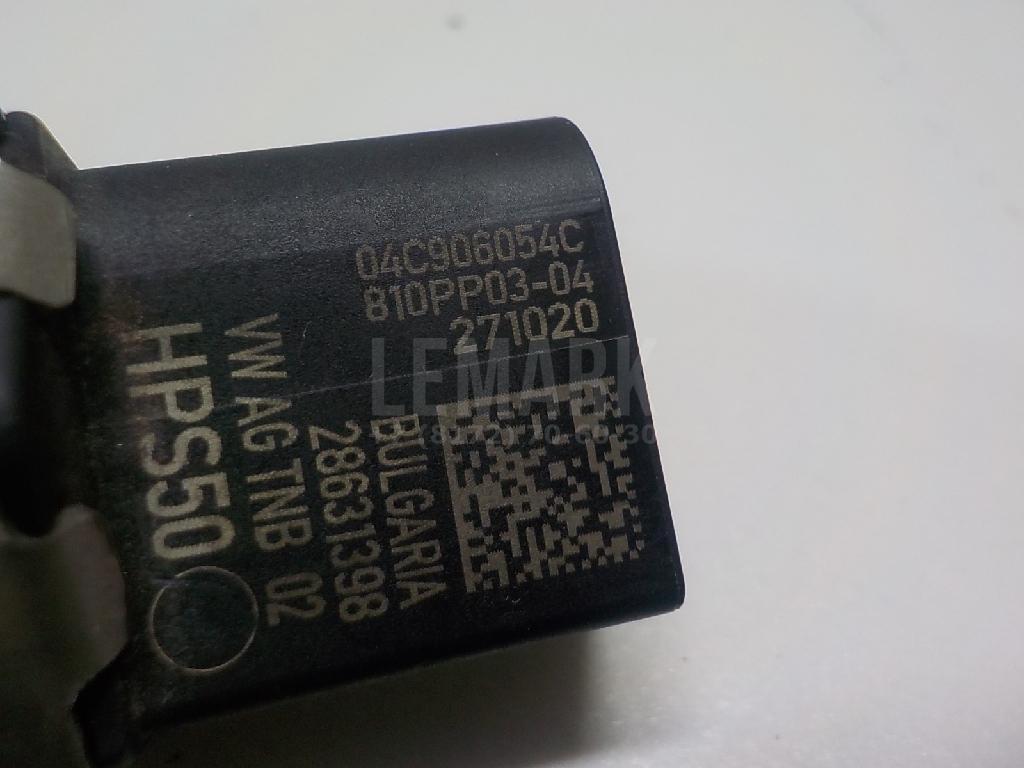 04C906054C
810PP03-04
271020
HPS50
VW AG TNB 02
28631398
BULGARIA
LEMARK